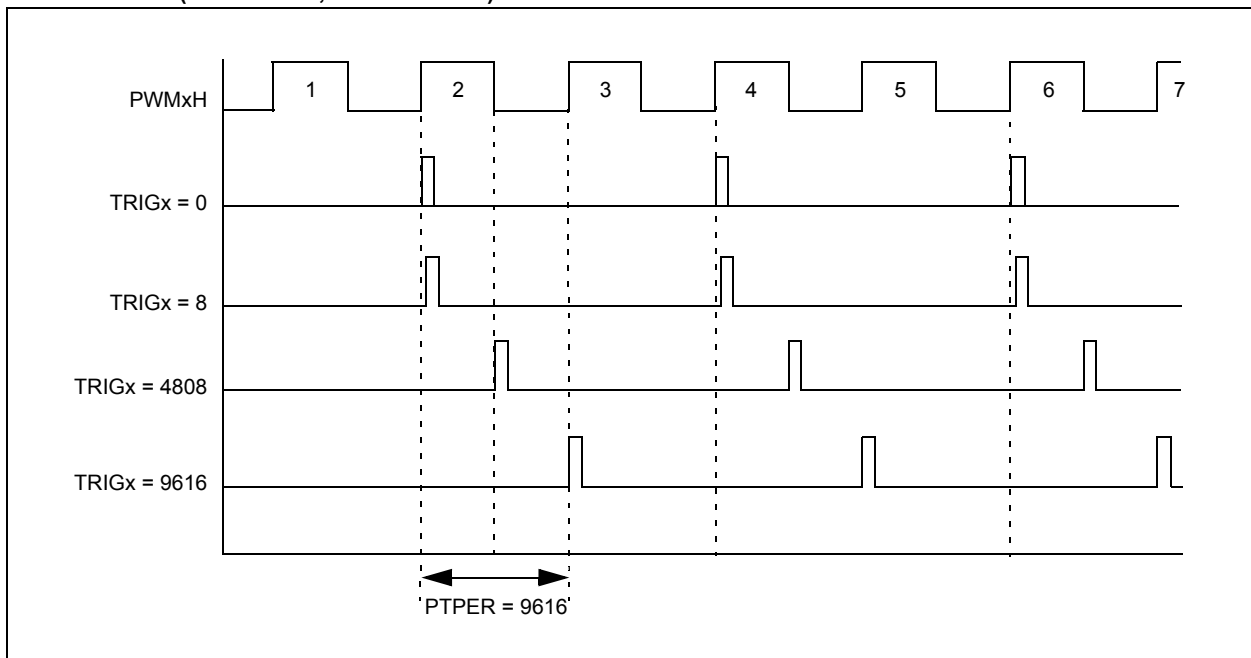 PWMxH
1
2
3
4
5
6
7
TRIGx = 0
TRIGx = 8
TRIGx = 4808
TRIGx = 9616
PTPER = 9616